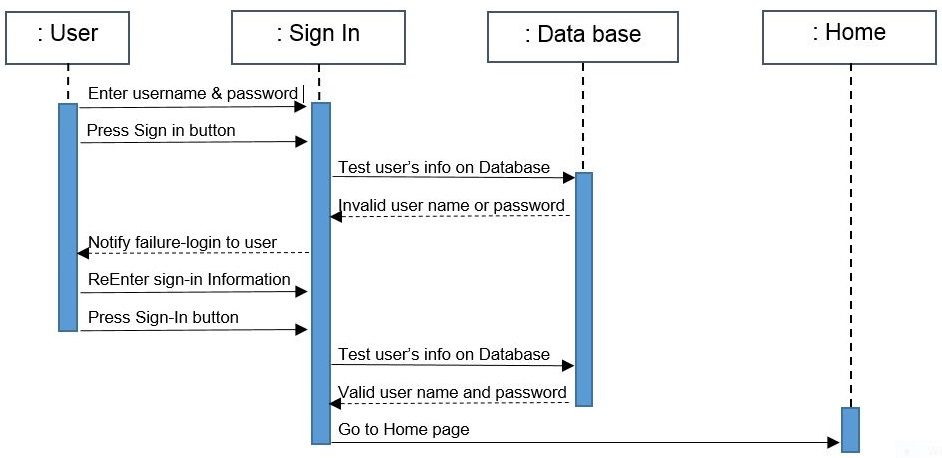 : User
: Sign In
: Data base
: Home
Enter username & password
Press Sign in button
Test user's info on Database
Invalid user name or password
Notify failure-login to user
ReEnter sign-in Information
Press Sign-In button
Test user's info on Database
Valid user name and password
Go to Home page